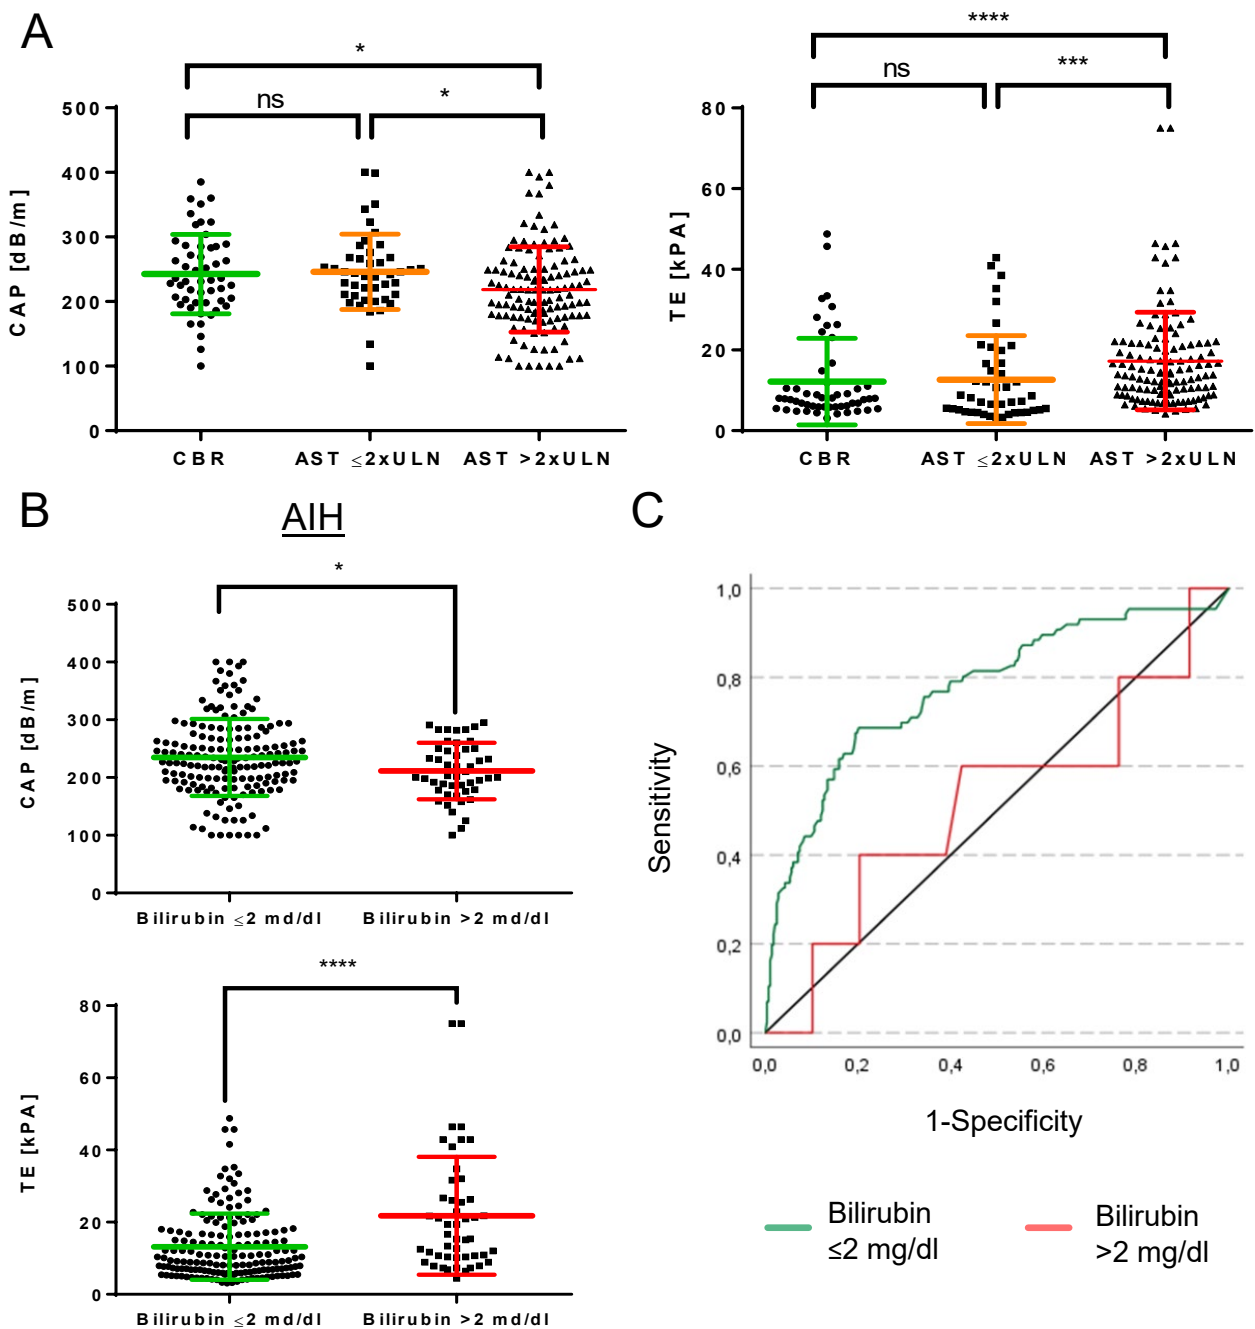 A
*
ns
*
500
400
300
200
100
0
CAP [dB/m]
CBR
AST ≤2xULN
AST >2xULN
****
ns
***
80
60
40
20
0
TE [kPA]
CBR
AST ≤2xULN
AST >2xULN
B
AIH
*
500
400
300
200
100
0
CAP [dB/m]
Bilirubin ≤2 md/dl
Bilirubin >2 md/dl
****
80
60
40
20
0
TE [kPA]
Bilirubin ≤2 md/dl
Bilirubin >2 md/dl
C
1,0
0,8
0,6
0,4
0,2
0,0
Sensitivity
0,0
0,2
0,4
0,6
0,8
1,0
1-Specificity
Bilirubin
≤2 mg/dl
Bilirubin
>2 mg/dl